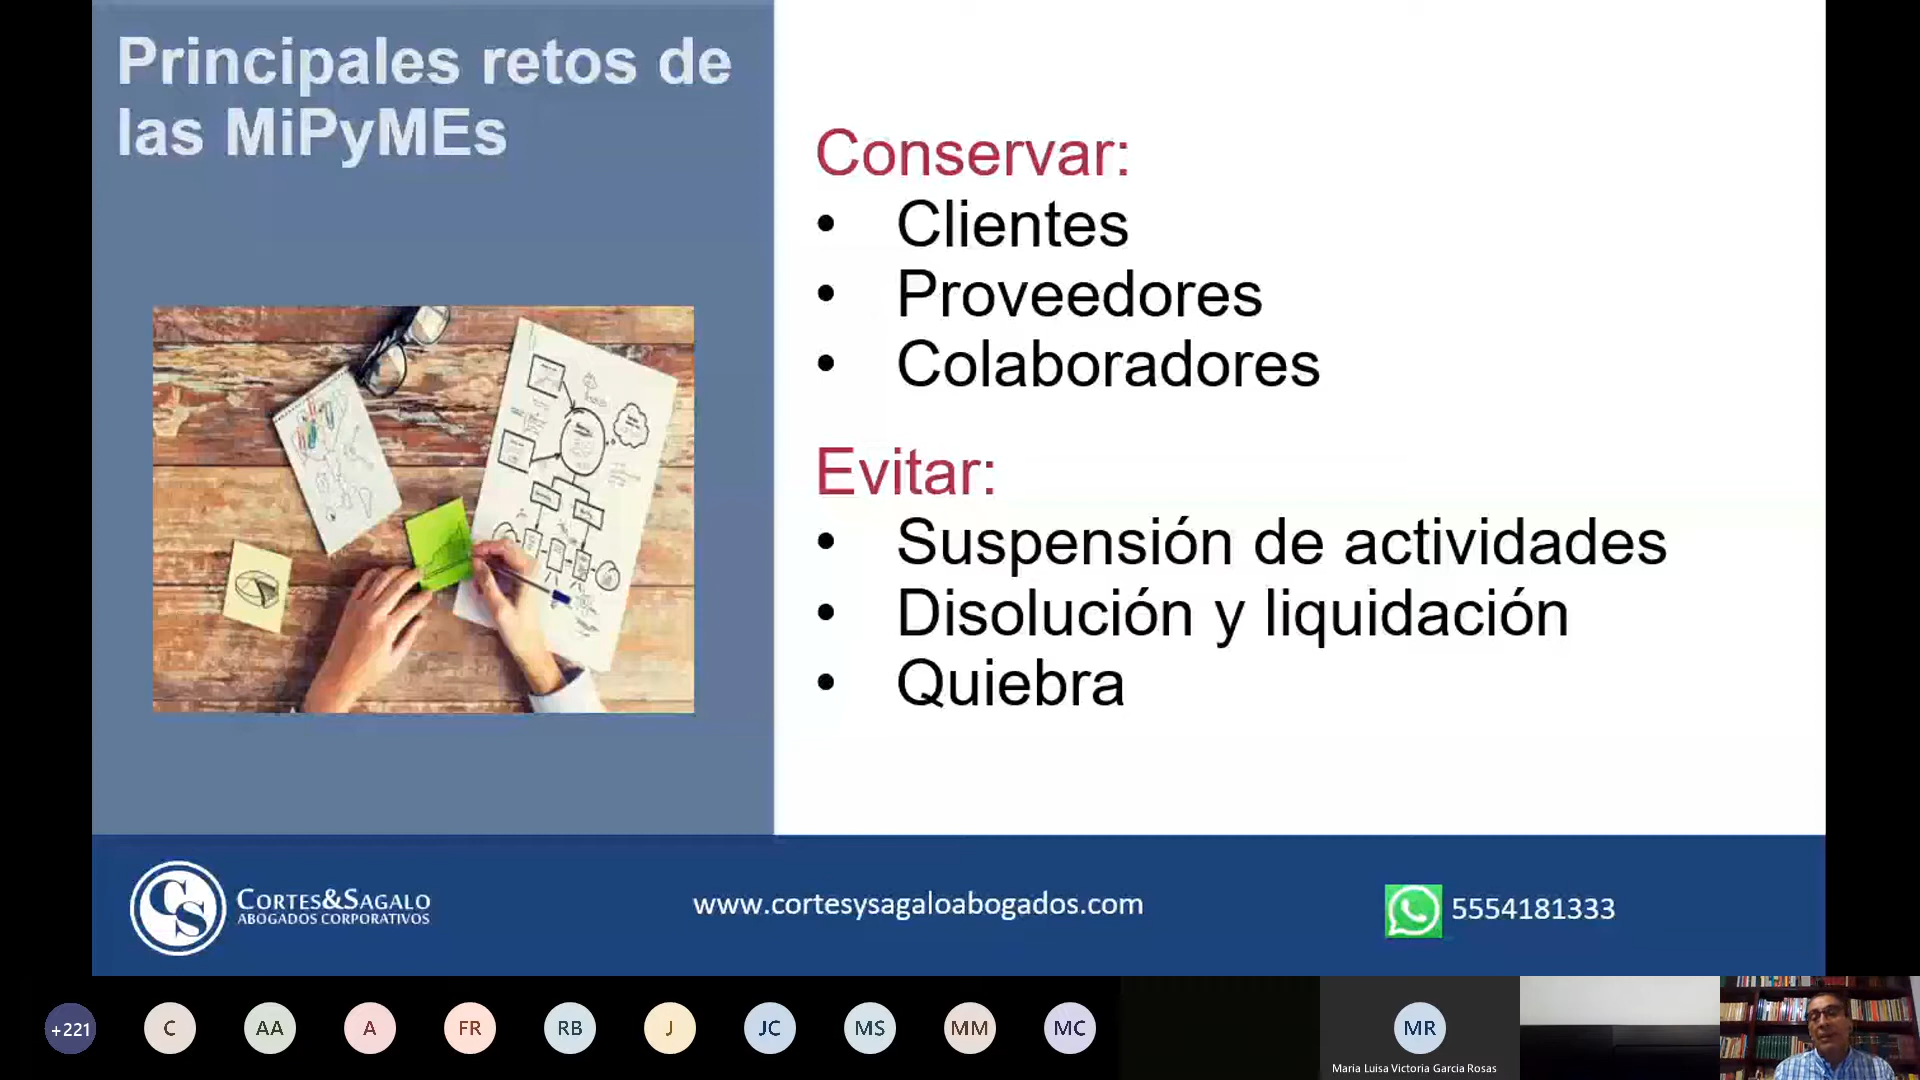 Principales retos de
las MiPyMEs
Conservar:
• Clientes
• Proveedores
• Colaboradores
Evitar:
• Suspensión de actividades
• Disolución y liquidación
• Quiebra
CS
CORTES&SAGALO
ABOGADOS CORPORATIVOS
www.cortesysagaloabogados.com
5554181333
+221
C
AA
A
FR
RB
J
JC
MS
MM
MC
MR
Maria Luisa Victoria Garcia Rosas